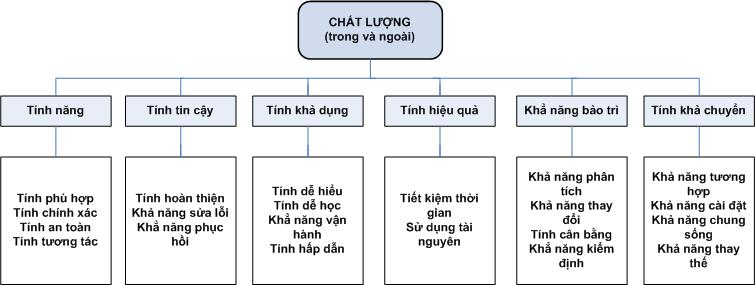 CHẤT LƯỢNG
(trong và ngoài)
Tính năng
Tính tin cậy
Tính khả dụng
Tính hiệu quả
Khẳ năng bảo trì
Tính khả chuyển
Tính phù hợp
Tính chính xác
Tính an toàn
Tính tương tác
Tính hoàn thiện
Khả năng sửa lỗi
Khẳ năng phục
hồi
Tính dễ hiểu
Tính dễ học
Khẳ năng vận
hành
Tính hấp dẫn
Tiết kiệm thời
gian
Sử dụng tài
nguyên
Khả năng phân
tích
Khả năng thay
đổi
Tính cân bằng
Khẳ năng kiểm
định
Khả năng tương
hợp
Khả năng cài đặt
Khả năng chung
sống
Khả năng thay
thế